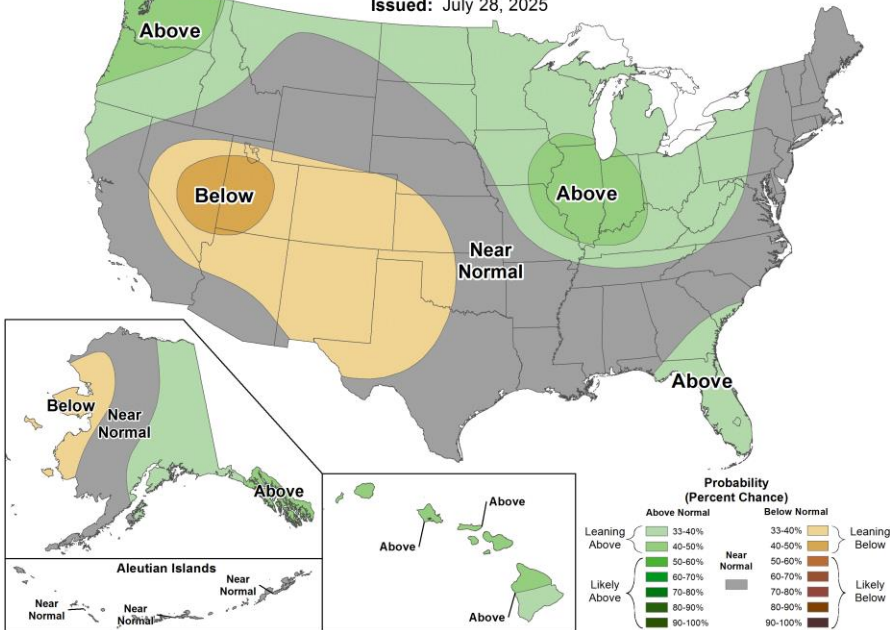 Issued: July 28, 2025
Above
Below
Above
Near
Normal
Above
Below
Near
Normal
Above
Aleutian Islands
Near
Normal
Near
Normal
Near
Normal
Above
Above
Above
Probability
(Percent Chance)
Above Normal
Below Normal
Leaning
Above
33-40%
40-50%
Likely
Above
50-60%
60-70%
70-80%
80-90%
90-100%
Near
Normal
33-40%
40-50%
Leaning
Below
50-60%
60-70%
70-80%
80-90%
90-100%
Likely
Below